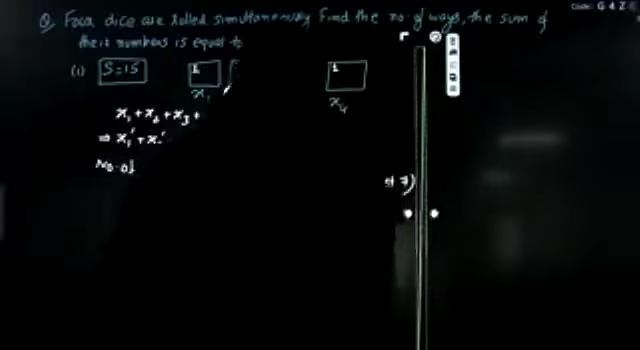 Q. Four dice are rolled simultaneously. Find the no. of ways, the sum of
their numbers is equal to
(i) S=15 1 1
x₁ x₄
x₁ + x₂ + x₃ +
⇒ x₁' + x₂'
No. of